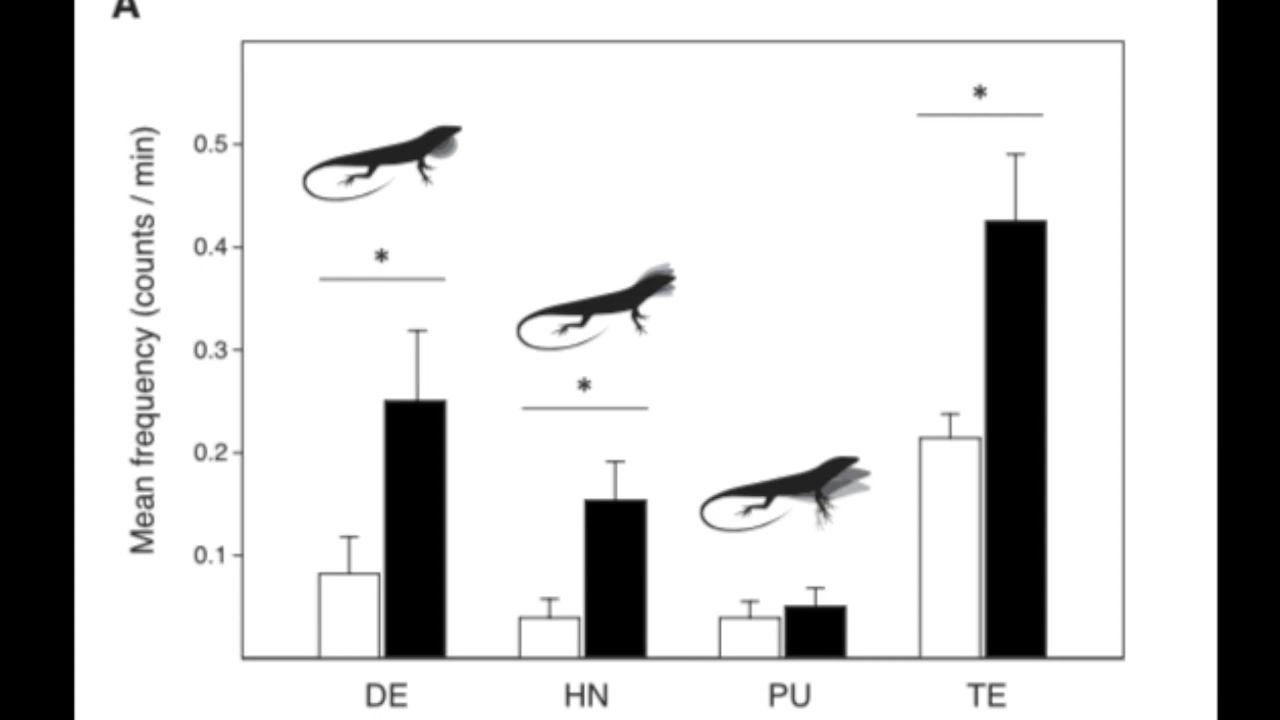 A
Mean frequency (counts / min)
0.5
0.4
0.3
0.2
0.1
*
*
*
DE HN PU TE